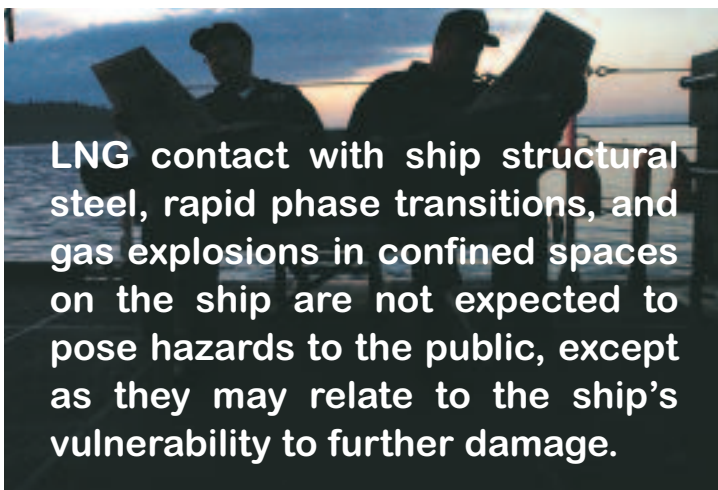 LNG contact with ship structural
steel, rapid phase transitions, and
gas explosions in confined spaces
on the ship are not expected to
pose hazards to the public, except
as they may relate to the ship’s
vulnerability to further damage.